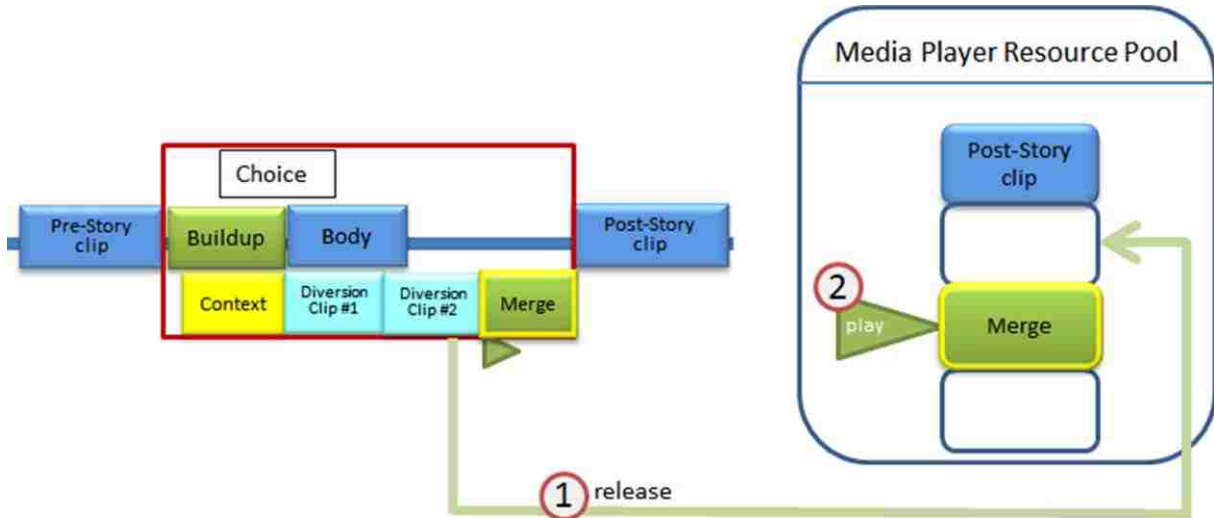 Media Player Resource Pool
Choice
Pre-Story
clip
Buildup
Body
Post-Story
clip
Context
Diversion
Clip #1
Diversion
Clip #2
Merge
Post-Story
clip
2
play
Merge
1
release